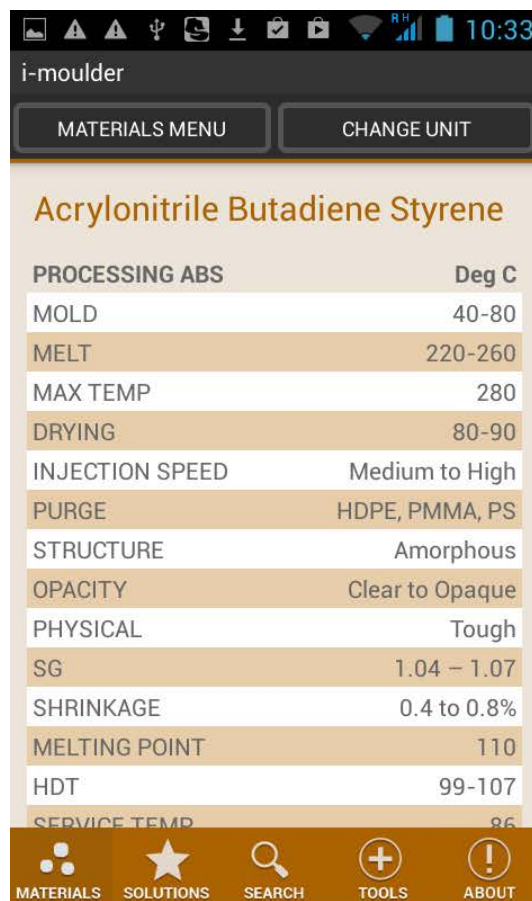 R H
10:33
i-moulder
MATERIALS MENU CHANGE UNIT
Acrylonitrile Butadiene Styrene
PROCESSING ABS Deg C
MOLD 40-80
MELT 220-260
MAX TEMP 280
DRYING 80-90
INJECTION SPEED Medium to High
PURGE HDPE, PMMA, PS
STRUCTURE Amorphous
OPACITY Clear to Opaque
PHYSICAL Tough
SG 1.04 – 1.07
SHRINKAGE 0.4 to 0.8%
MELTING POINT 110
HDT 99-107
SERVICE TEMP 86
MATERIALS SOLUTIONS SEARCH TOOLS ABOUT